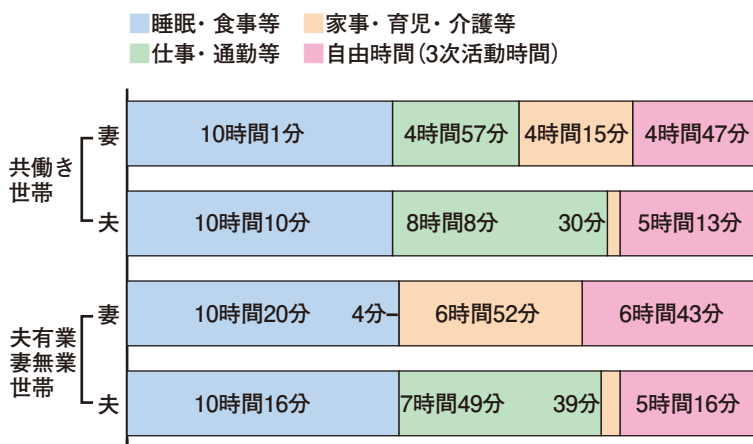 睡眠・食事等 家事・育児・介護等
仕事・通勤等 自由時間(3次活動時間)
共働き
世帯
妻 10時間1分 4時間57分 4時間15分 4時間47分
夫 10時間10分 8時間8分 30分 5時間13分
夫有業
妻無業
世帯
妻 10時間20分 4分 6時間52分 6時間43分
夫 10時間16分 7時間49分 39分 5時間16分